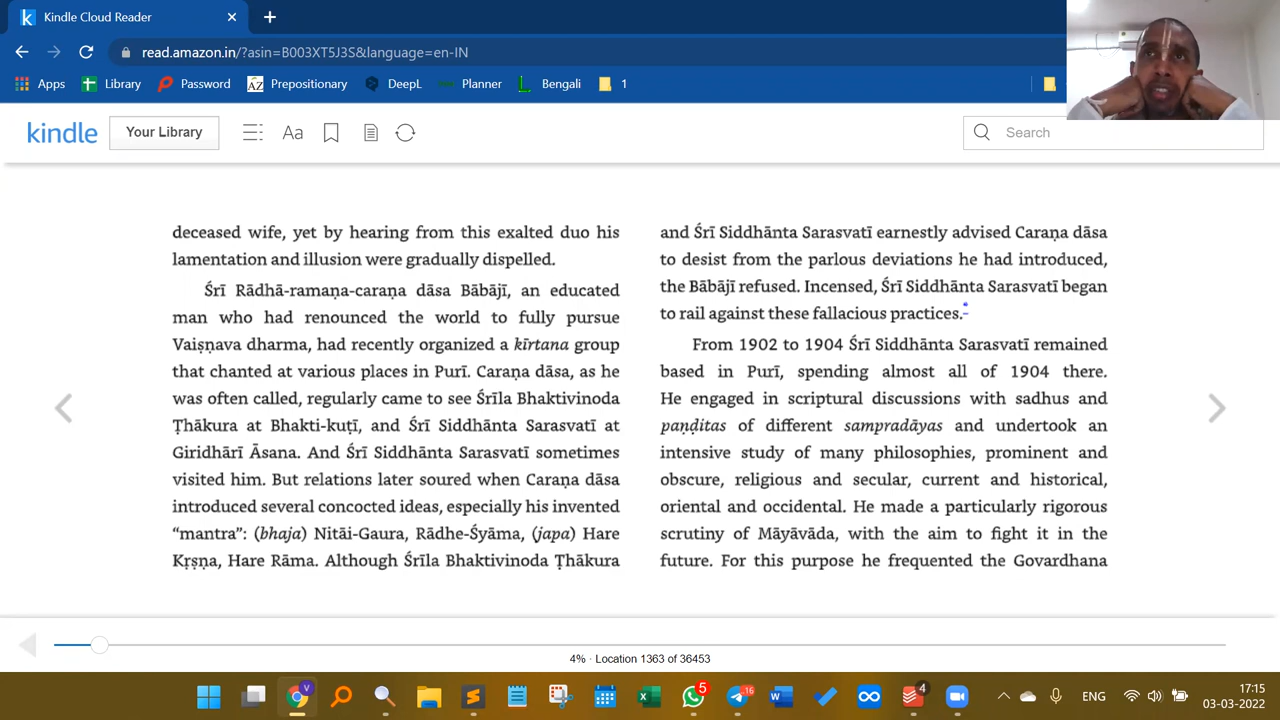 Kindle Cloud Reader
read.amazon.in/?asin=B003XT5J3S&language=en-IN
Apps Library Password Prepositionary DeepL Planner Bengali 1
kindle Your Library Aa Search
deceased wife, yet by hearing from this exalted duo his
lamentation and illusion were gradually dispelled.
Śrī Rādhā-ramaṇa-caraṇa dāsa Bābājī, an educated
man who had renounced the world to fully pursue
Vaiṣṇava dharma, had recently organized a kīrtana group
that chanted at various places in Purī. Caraṇa dāsa, as he
was often called, regularly came to see Śrīla Bhaktivinoda
Ṭhākura at Bhakti-kuṭī, and Śrī Siddhānta Sarasvatī at
Giridhārī Āsana. And Śrī Siddhānta Sarasvatī sometimes
visited him. But relations later soured when Caraṇa dāsa
introduced several concocted ideas, especially his invented
“mantra”: (bhaja) Nitāi-Gaura, Rādhe-Śyāma, (japa) Hare
Kṛṣṇa, Hare Rāma. Although Śrīla Bhaktivinoda Ṭhākura
and Śrī Siddhānta Sarasvatī earnestly advised Caraṇa dāsa
to desist from the parlous deviations he had introduced,
the Bābājī refused. Incensed, Śrī Siddhānta Sarasvatī began
to rail against these fallacious practices.*
From 1902 to 1904 Śrī Siddhānta Sarasvatī remained
based in Purī, spending almost all of 1904 there.
He engaged in scriptural discussions with sadhus and
paṇḍitas of different sampradāyas and undertook an
intensive study of many philosophies, prominent and
obscure, religious and secular, current and historical,
oriental and occidental. He made a particularly rigorous
scrutiny of Māyāvāda, with the aim to fight it in the
future. For this purpose he frequented the Govardhana
4% · Location 1363 of 36453
V 5 16 4 ENG 17:15
03-03-2022